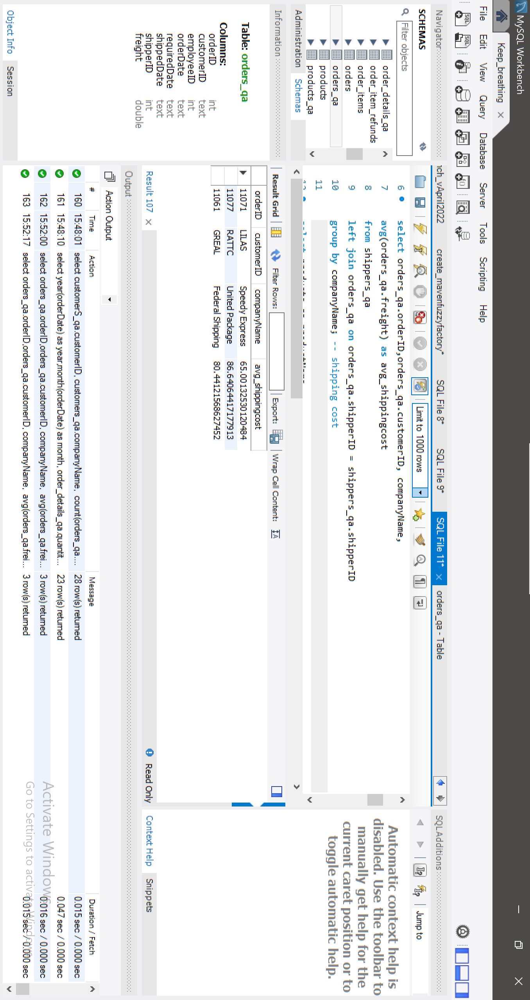 MySQL Workbench
Keep_breathing
File Edit View Query Database Server Tools Scripting Help
Navigator
SCHEMAS
Filter objects
order_details_qa
order_item_refunds
order_items
orders
orders_qa
products
products_qa
Administration Schemas
Information
Table: orders_qa
Columns:
orderID int
customerID text
employeeID int
orderDate text
requiredDate text
shippedDate text
shipperID int
freight double
Object Info Session
ch_vApril2022 create_mavenfuzzyfactory* SQL File 8* SQL File 9* SQL File 11* orders_qa - Table
Limit to 1000 rows
6 select orders_qa.orderID,orders_qa.customerID, companyName,
7 avg(orders_qa.freight) as avg_shippingcost
8 from shippers_qa
9 left join orders_qa on orders_qa.shipperID = shippers_qa.shipperID
10 group by companyName; -- shipping cost
11
Result Grid Filter Rows: Export: Wrap Cell Content:
orderID customerID companyName avg_shippingcost
11071 LILAS Speedy Express 65.00132530120484
11077 RATTC United Package 86.64064417177913
11061 GREAL Federal Shipping 80.44121568627452
Result 107 Read Only
Output
Action Output
# Time Action Message Duration / Fetch
160 15:48:01 select customerS_qa.customerID, customers_qa.companyName, count(orders_qa... 28 row(s) returned 0.015 sec / 0.000 sec
161 15:48:10 select year(orderDate) as year,month(orderDate) as month, order_details_qa.quantit... 23 row(s) returned 0.047 sec / 0.000 sec
162 15:52:00 select orders_qa.orderID,orders_qa.customerID, companyName, avg(orders_qa.frei... 3 row(s) returned 0.016 sec / 0.000 sec
163 15:52:17 select orders_qa.orderID,orders_qa.customerID, companyName, avg(orders_qa.frei... 3 row(s) returned 0.015 sec / 0.000 sec
SQLAdditions
Jump to
Automatic context help is
disabled. Use the toolbar to
manually get help for the
current caret position or to
toggle automatic help.
Context Help Snippets
Activate Windows
Go to Settings to activate Windows.